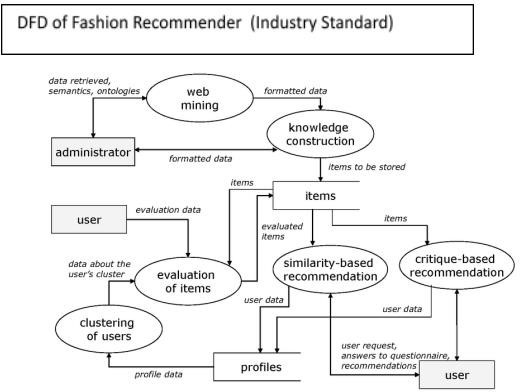 DFD of Fashion Recommender (Industry Standard)
data retrieved,
semantics, ontologies
web
mining
formatted data
knowledge
construction
administrator
formatted data
items to be stored
items
items
user
evaluation data
evaluated
items
items
data about the
user's cluster
evaluation
of items
similarity-based
recommendation
critique-based
recommendation
user data
user data
clustering
of users
user request,
answers to questionnaire,
recommendations
profile data
profiles
user